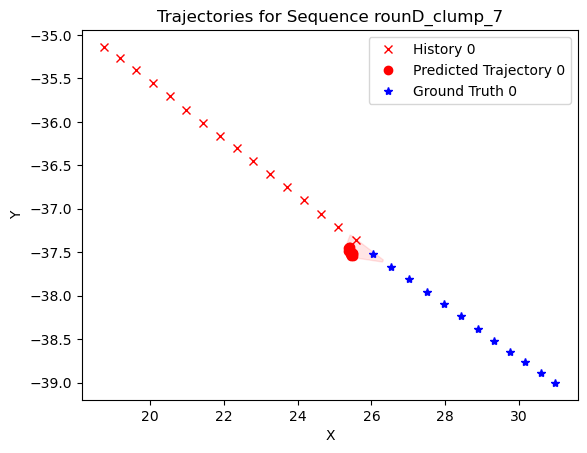 Trajectories for Sequence rounD_clump_7
History 0
Predicted Trajectory 0
Ground Truth 0
−35.0
−35.5
−36.0
−36.5
−37.0
−37.5
−38.0
−38.5
−39.0
Y
20
22
24
26
28
30
X